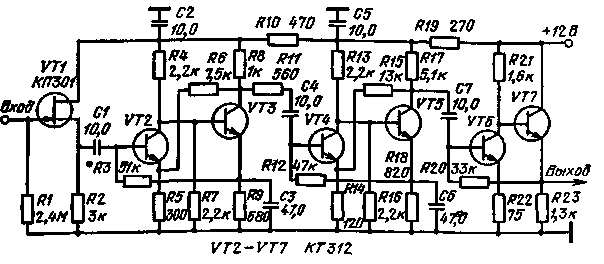 C2
10,0
R10 470
C5
10,0
R19 270
+12В
VT1
КП301
R4
2,2к
R6
7,5к
R8
1к
R11
560
C4
10,0
R13
2,2к
R15
13к
R17
5,1к
C7
10,0
R21
1,6к
VT7
Вход
C1
10,0
VT2
VT3
VT4
VT5
VT6
*R3 51к
R12 47к
R18
820
R20 33к
Выход
R1
2,4М
R2
3к
R5
300
R7
2,2к
R9
680
C3
47,0
R14
120
R16
2,2к
C6
47,0
R22
75
R23
1,3к
VT2-VT7 КТ312